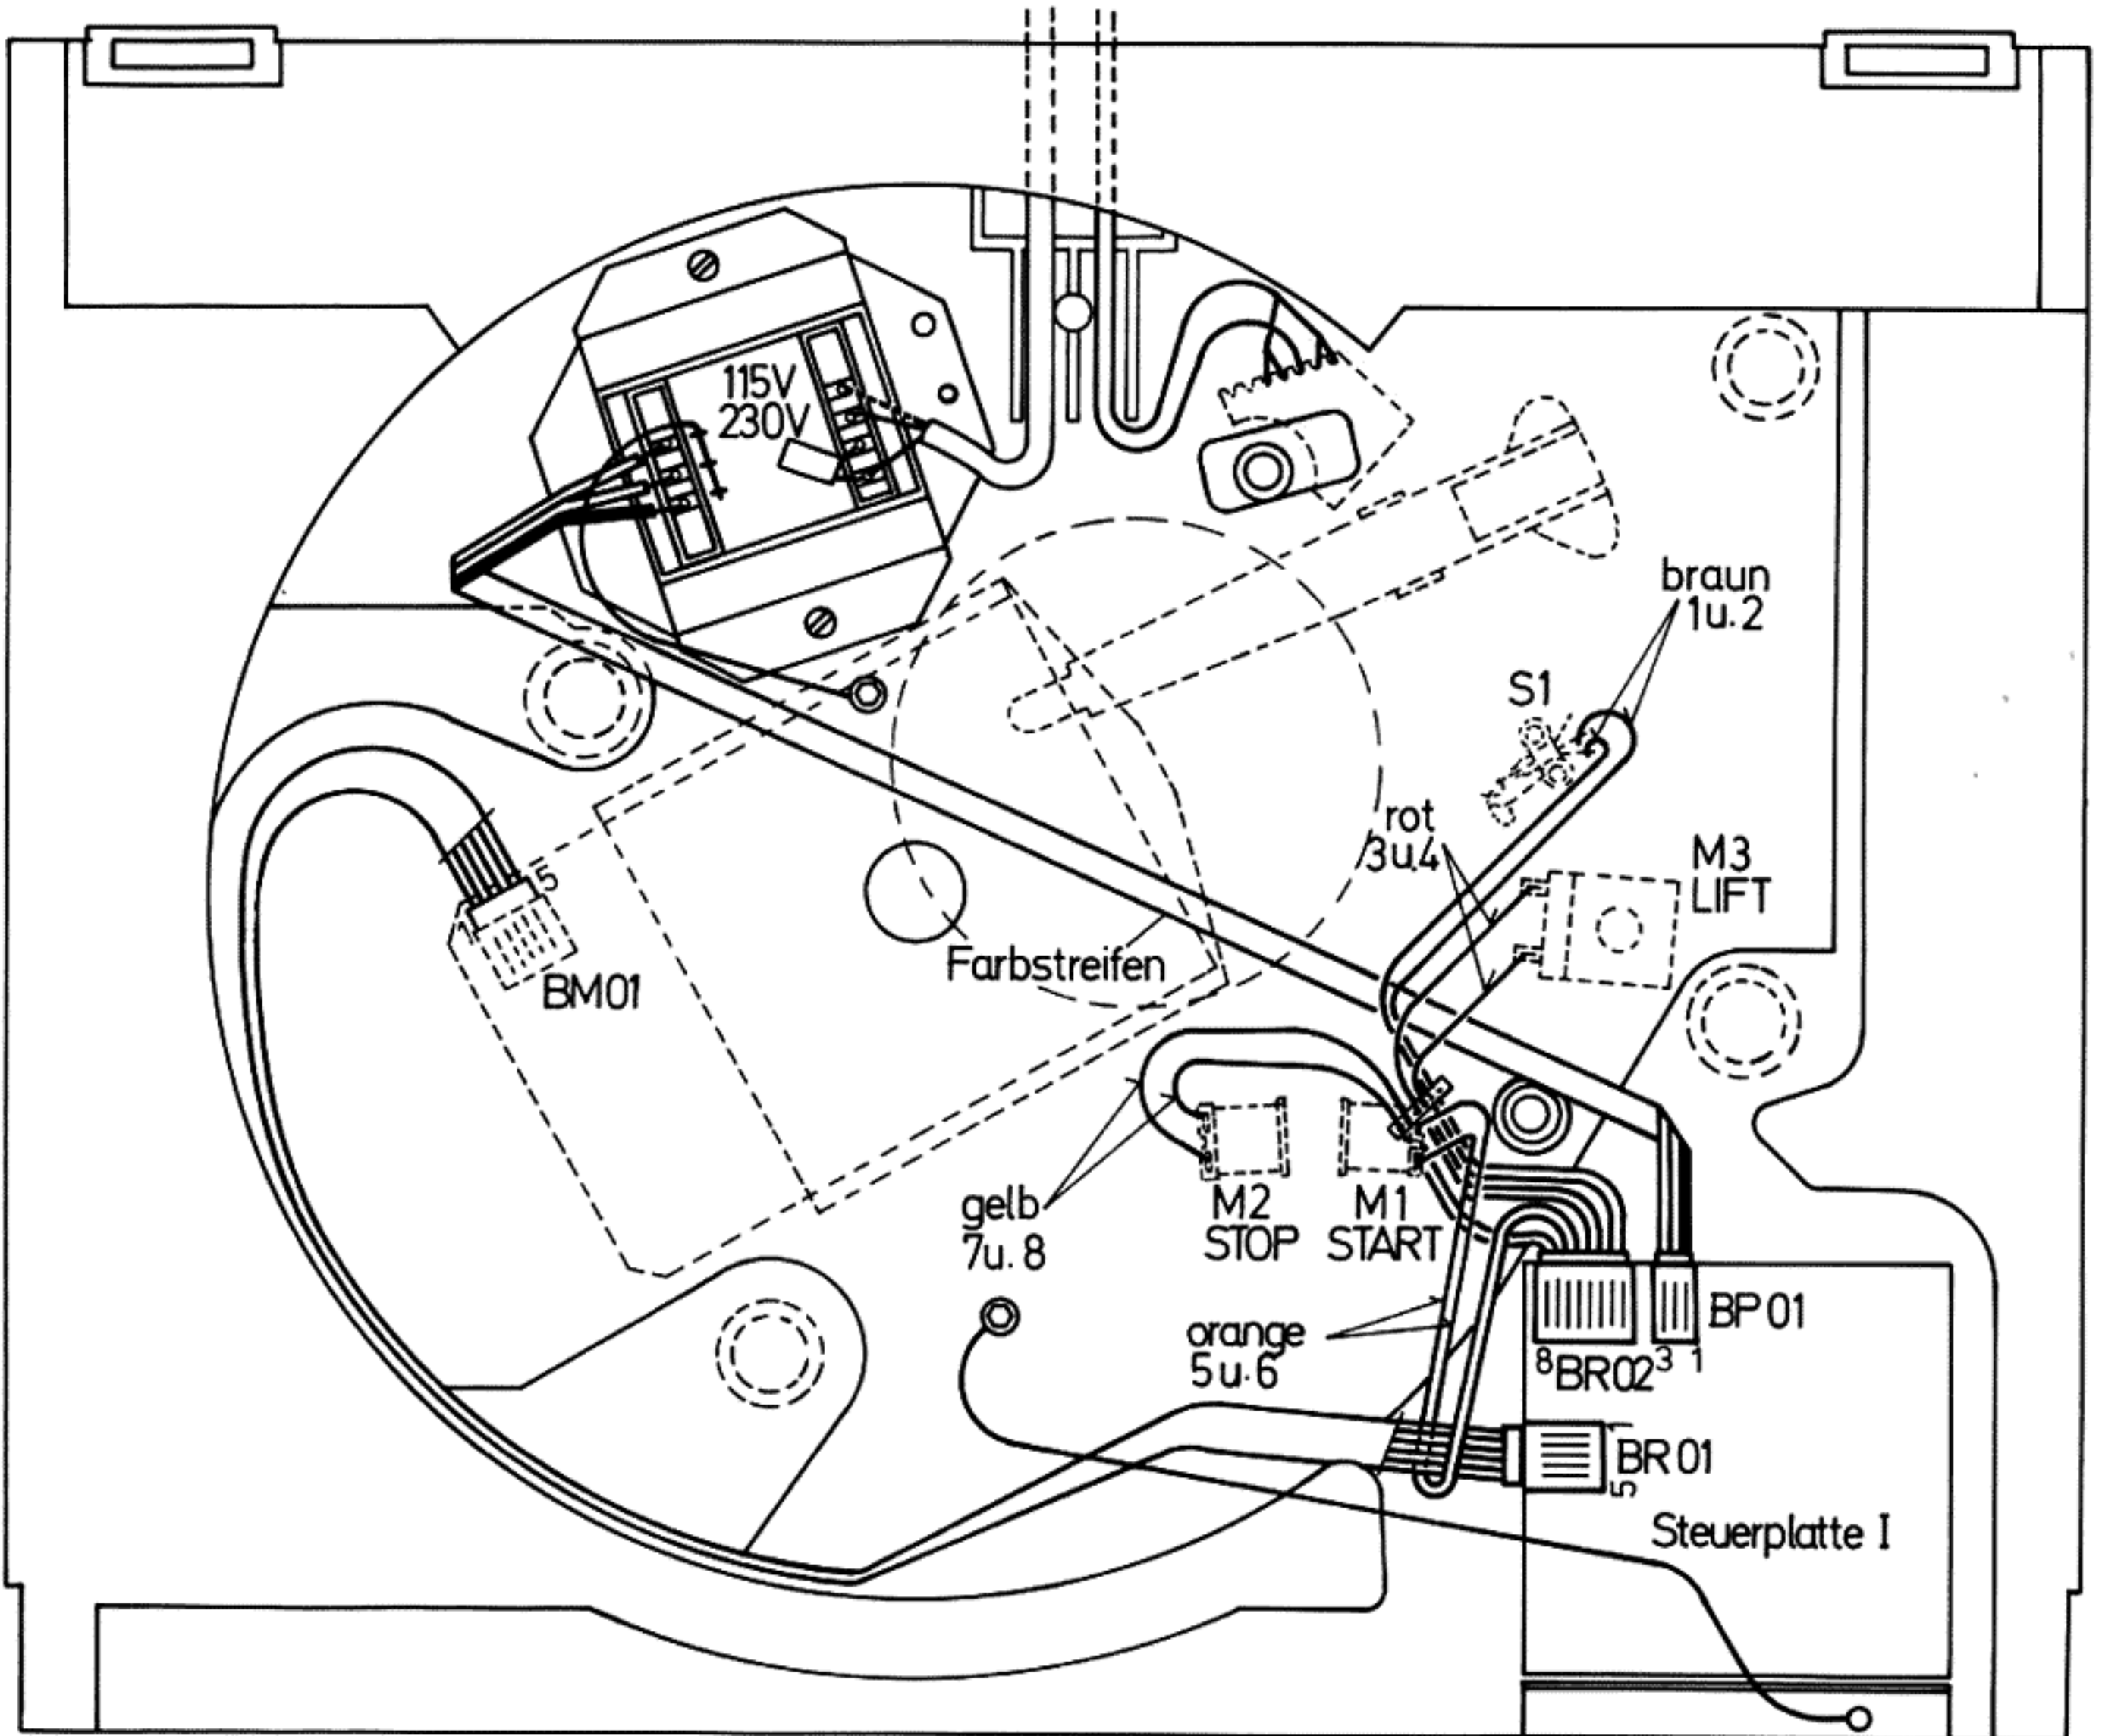 115V
230V
braun
1u.2
S1
rot
3u.4
M3
LIFT
5
1
BM01
Farbstreifen
gelb
7u.8
M2
STOP
M1
START
orange
5u.6
BP01
8
BR02
3
1
1
BR01
5
Steuerplatte I